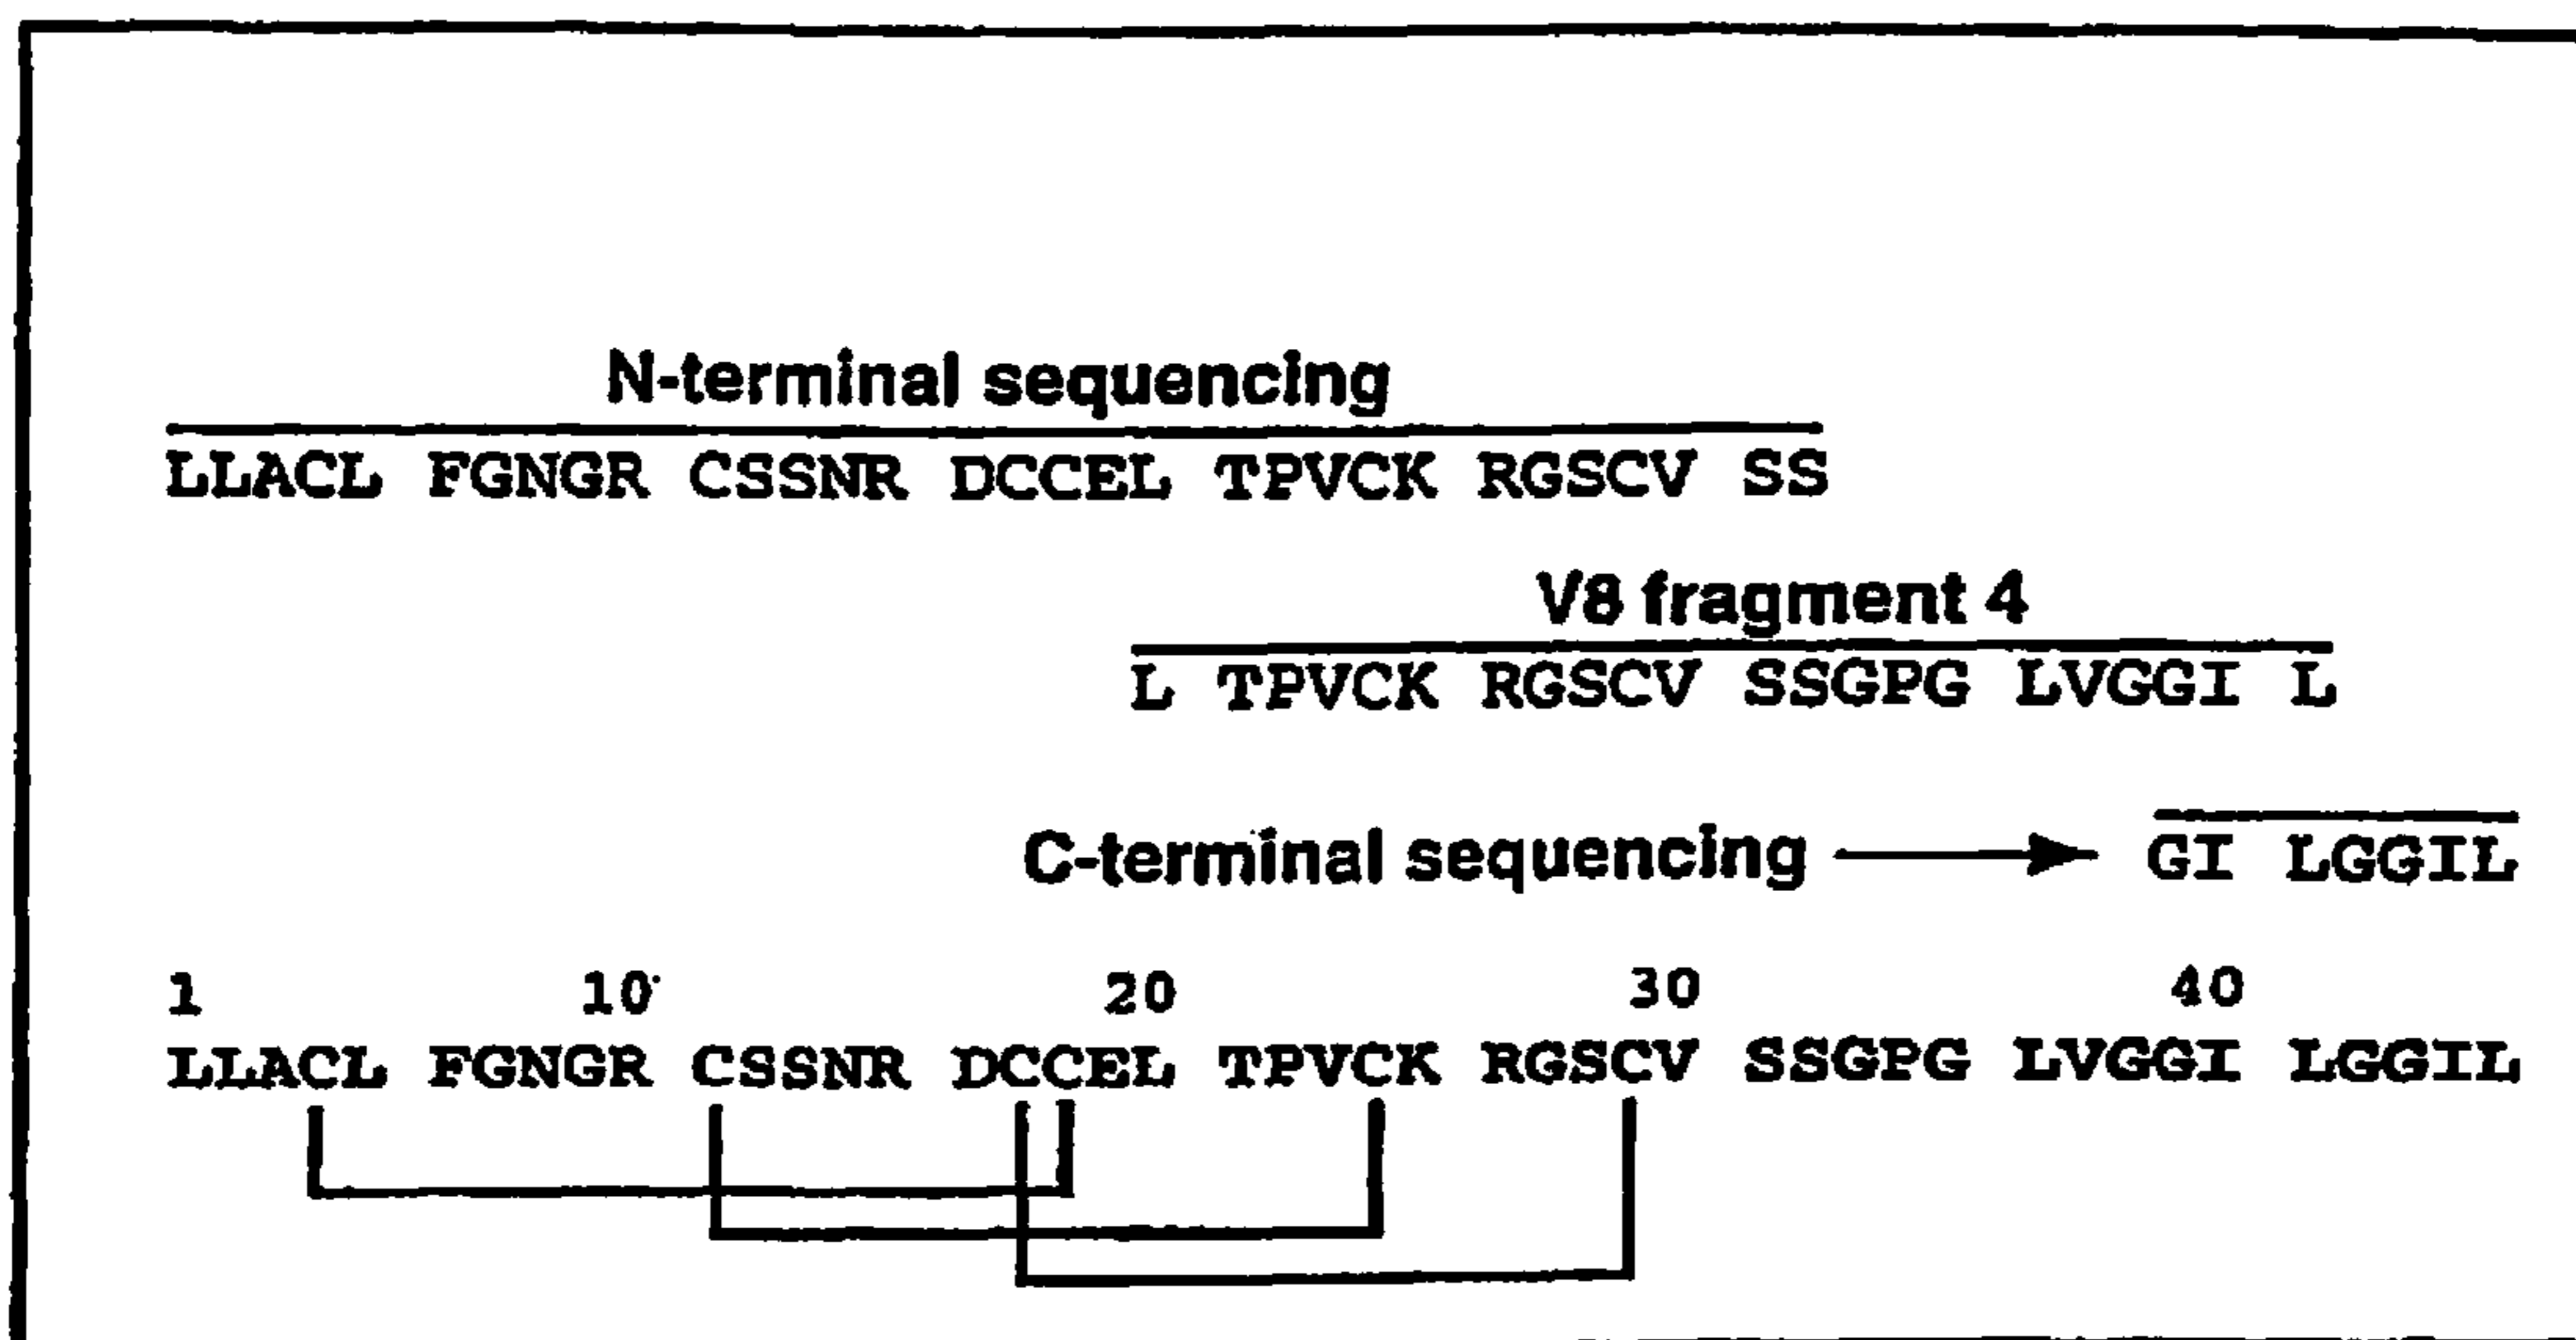 N-terminal sequencing
LLACL FGNGR CSSNR DCCEL TPVCK RGSCV SS
V8 fragment 4
L TPVCK RGSCV SSGPG LVGGI L
C-terminal sequencing GI LGGIL
1 10 20 30 40
LLACL FGNGR CSSNR DCCEL TPVCK RGSCV SSGPG LVGGI LGGIL